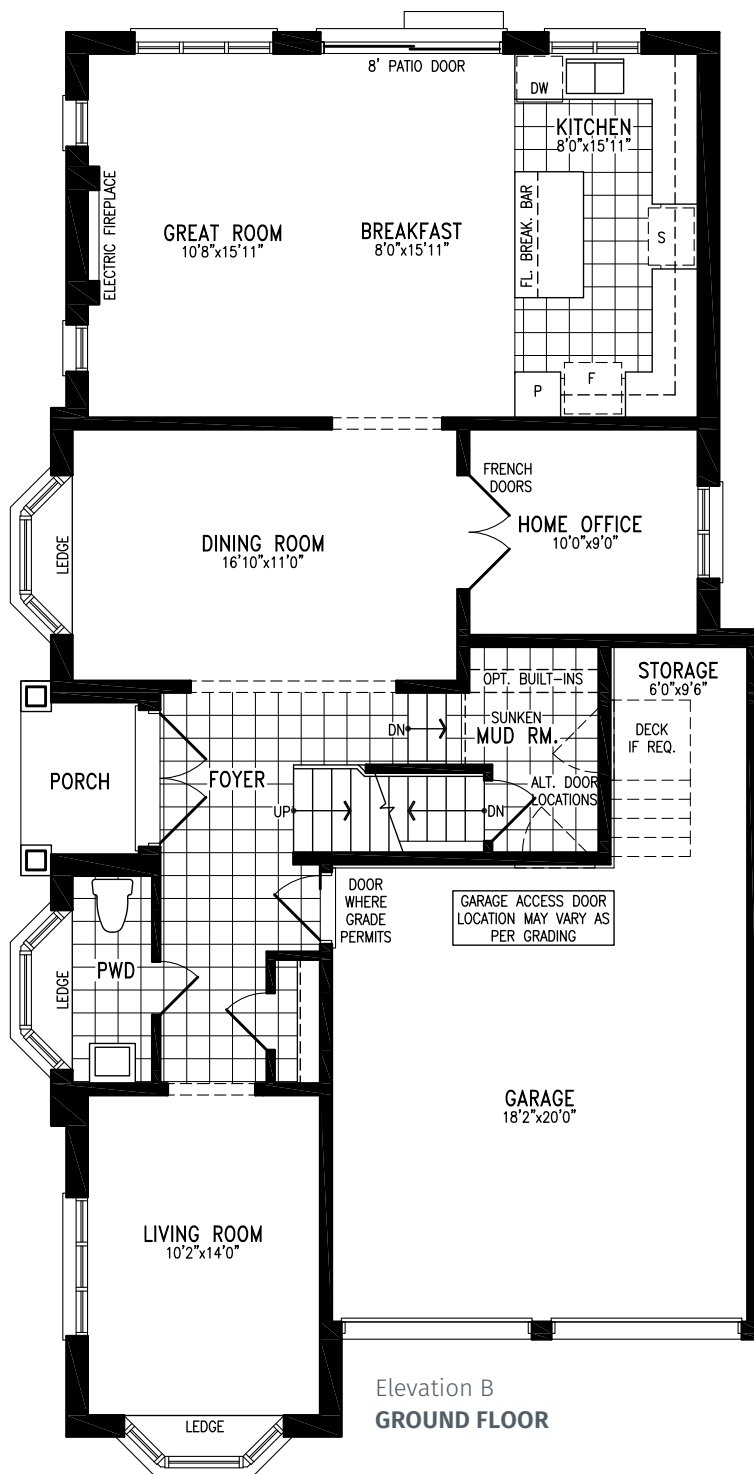 8' PATIO DOOR
DW
KITCHEN
8'0"x15'11"
ELECTRIC FIREPLACE
GREAT ROOM
10'8"x15'11"
BREAKFAST
8'0"x15'11"
FL. BREAK. BAR
S
P
F
FRENCH
DOORS
LEDGE
DINING ROOM
16'10"x11'0"
HOME OFFICE
10'0"x9'0"
OPT. BUILT-INS
STORAGE
6'0"x9'6"
SUNKEN
MUD RM.
DN
DECK
IF REQ.
PORCH
FOYER
UP
DN
ALT. DOOR
LOCATIONS
DOOR
WHERE
GRADE
PERMITS
GARAGE ACCESS DOOR
LOCATION MAY VARY AS
PER GRADING
LEDGE
PWD
GARAGE
18'2"x20'0"
LIVING ROOM
10'2"x14'0"
LEDGE
Elevation B
GROUND FLOOR